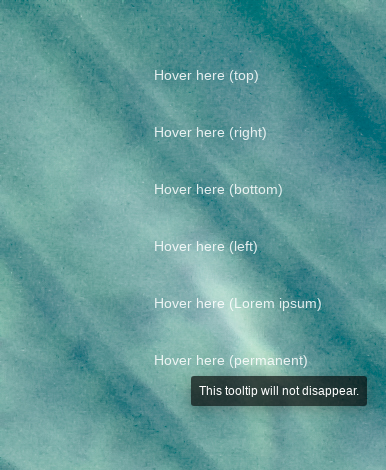 Hover here (top)
Hover here (right)
Hover here (bottom)
Hover here (left)
Hover here (Lorem ipsum)
Hover here (permanent)
This tooltip will not disappear.